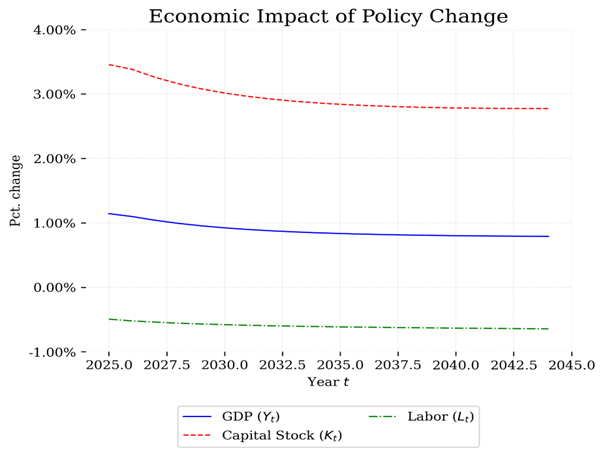 Economic Impact of Policy Change
4.00%
3.00%
2.00%
1.00%
0.00%
-1.00%
Pct. change
2025.0 2027.5 2030.0 2032.5 2035.0 2037.5 2040.0 2042.5 2045.0
Year t
GDP (Yₜ) Labor (Lₜ)
Capital Stock (Kₜ)